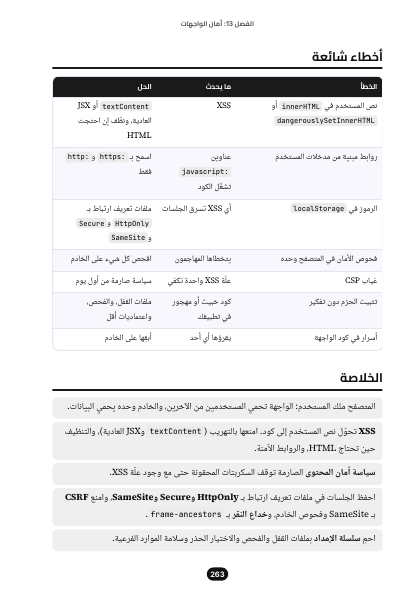 الفصل 13: أمان الواجهات
أخطاء شائعة
الخطأ ما يحدث الحل
نص المستخدم في innerHTML أو XSS textContent أو JSX
dangerouslySetInnerHTML العادية، ونظّف إن احتجت
HTML
روابط مبنية من مدخلات المستخدم عناوين اسمح بـ https: و http:
javascript: فقط
تشغّل الكود
الرموز في localStorage أي XSS تسرق الجلسات ملفات تعريف ارتباط بـ
HttpOnly و Secure
و SameSite
فحوص الأمان في المتصفح وحده يتخطاها المهاجمون افحص كل شيء على الخادم
غياب CSP علّة XSS واحدة تكفي سياسة صارمة من أول يوم
تثبيت الحزم دون تفكير كود خبيث أو مهجور ملفات القفل، والفحص،
في تطبيقك واعتماديات أقل
أسرار في كود الواجهة يقرؤها أي أحد أبقِها على الخادم
الخلاصة
المتصفح ملك المستخدم: الواجهة تحمي المستخدمين من الآخرين، والخادم وحده يحمي البيانات.
XSS تحوّل نص المستخدم إلى كود. امنعها بالتهريب ( textContent وJSX العادية)، والتنظيف
حين تحتاج HTML، والروابط الآمنة.
سياسة أمان المحتوى الصارمة توقف السكربتات المحقونة حتى مع وجود علّة XSS.
احفظ الجلسات في ملفات تعريف ارتباط بـ HttpOnly وSecure وSameSite، وامنع CSRF
بـ SameSite وفحوص الخادم، وخداع النقر بـ frame-ancestors .
احمِ سلسلة الإمداد بملفات القفل والفحص والاختيار الحذر وسلامة الموارد الفرعية.
263